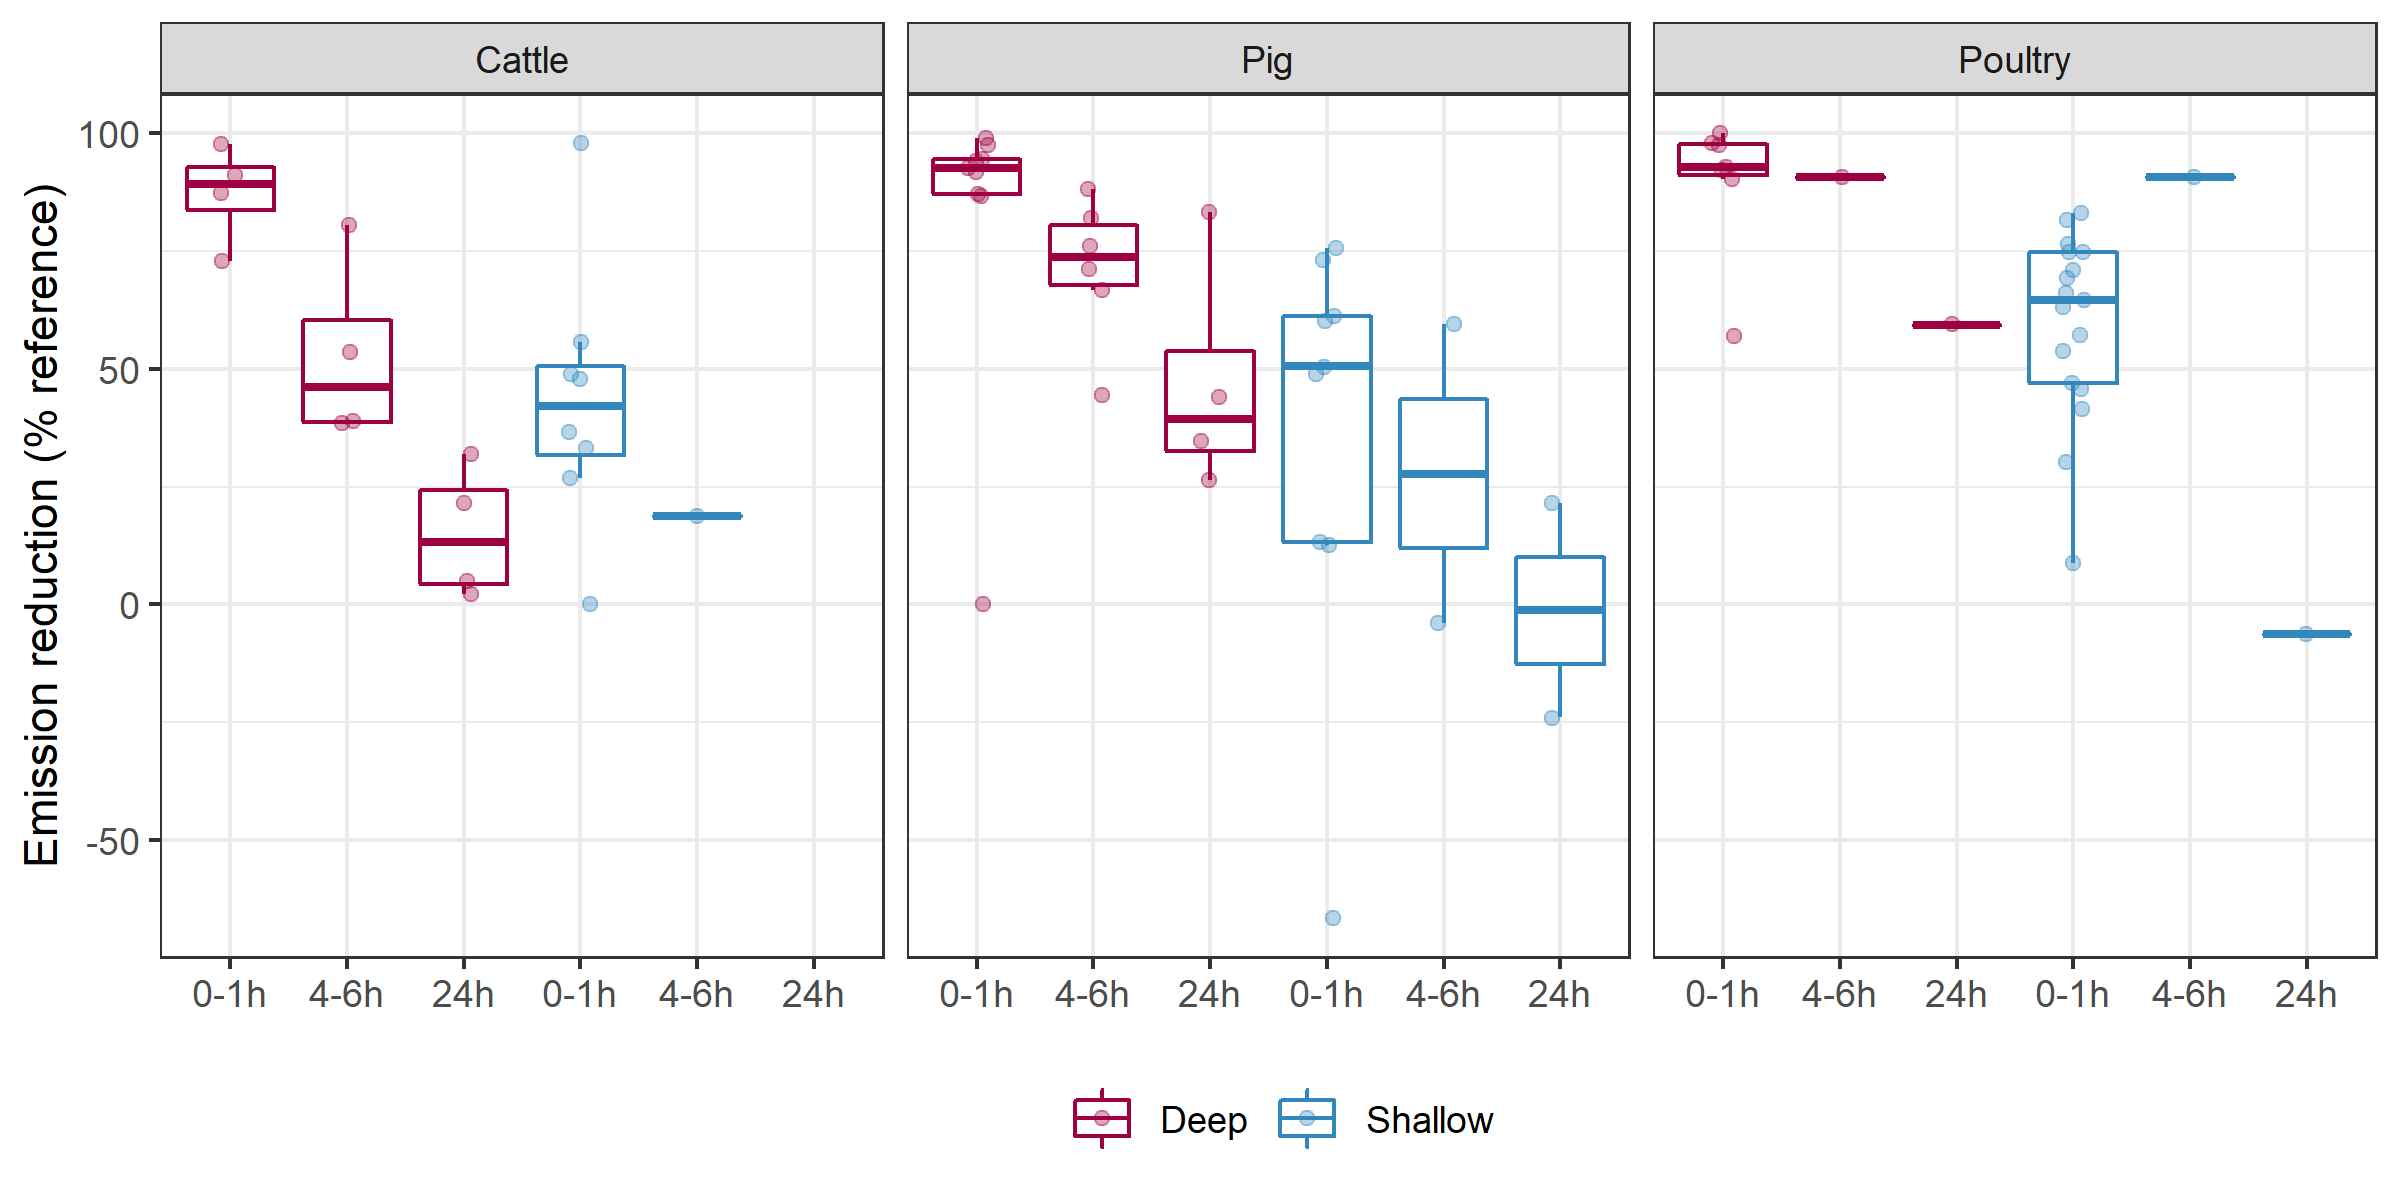 Cattle Pig Poultry
Emission reduction (% reference)
100
50
0
-50
0-1h 4-6h 24h 0-1h 4-6h 24h 0-1h 4-6h 24h 0-1h 4-6h 24h 0-1h 4-6h 24h 0-1h 4-6h 24h
Deep Shallow